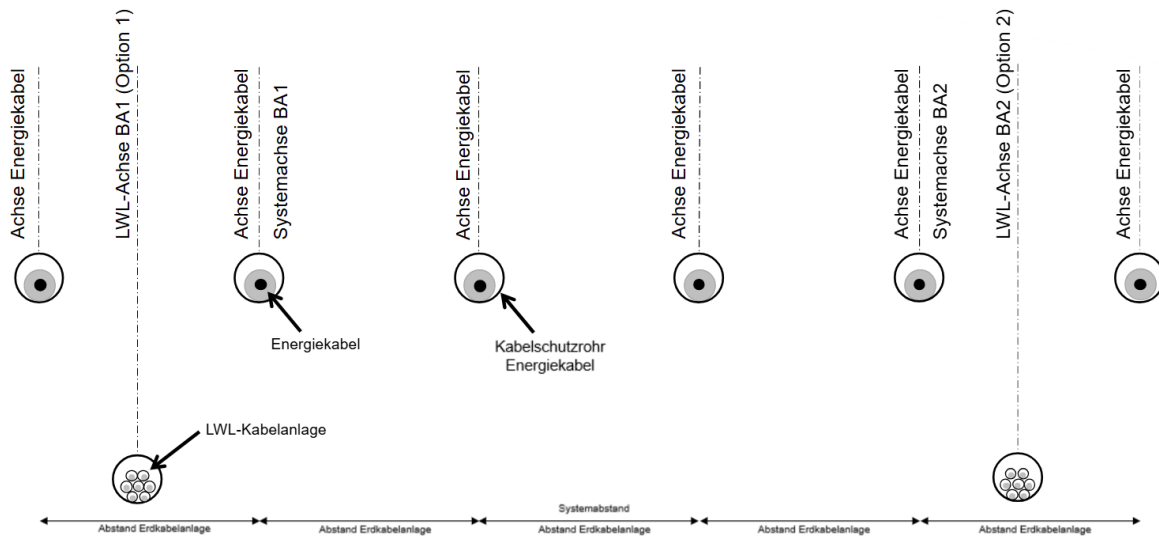 Achse Energiekabel
LWL-Achse BA1 (Option 1)
Achse Energiekabel
Systemachse BA1
Achse Energiekabel
Achse Energiekabel
Achse Energiekabel
Systemachse BA2
LWL-Achse BA2 (Option 2)
Achse Energiekabel
Energiekabel
Kabelschutzrohr
Energiekabel
LWL-Kabelanlage
Systemabstand
Abstand Erdkabelanlage
Abstand Erdkabelanlage
Abstand Erdkabelanlage
Abstand Erdkabelanlage
Abstand Erdkabelanlage